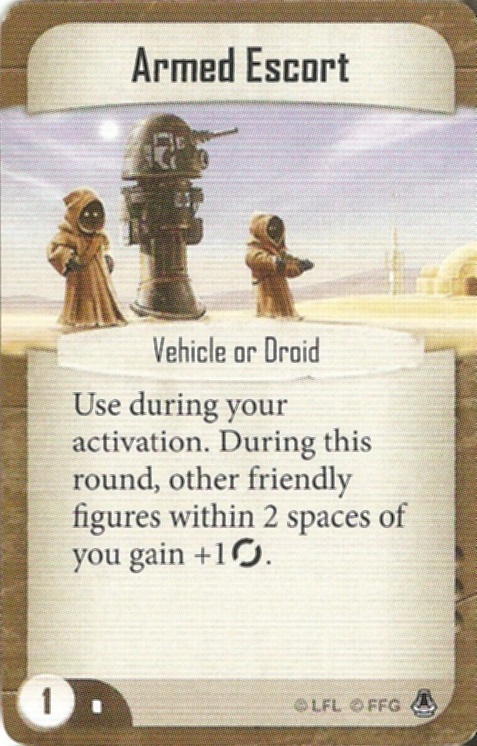 Armed Escort
Vehicle or Droid
Use during your
activation. During this
round, other friendly
figures within 2 spaces of
you gain +1.
1
© LFL © FFG